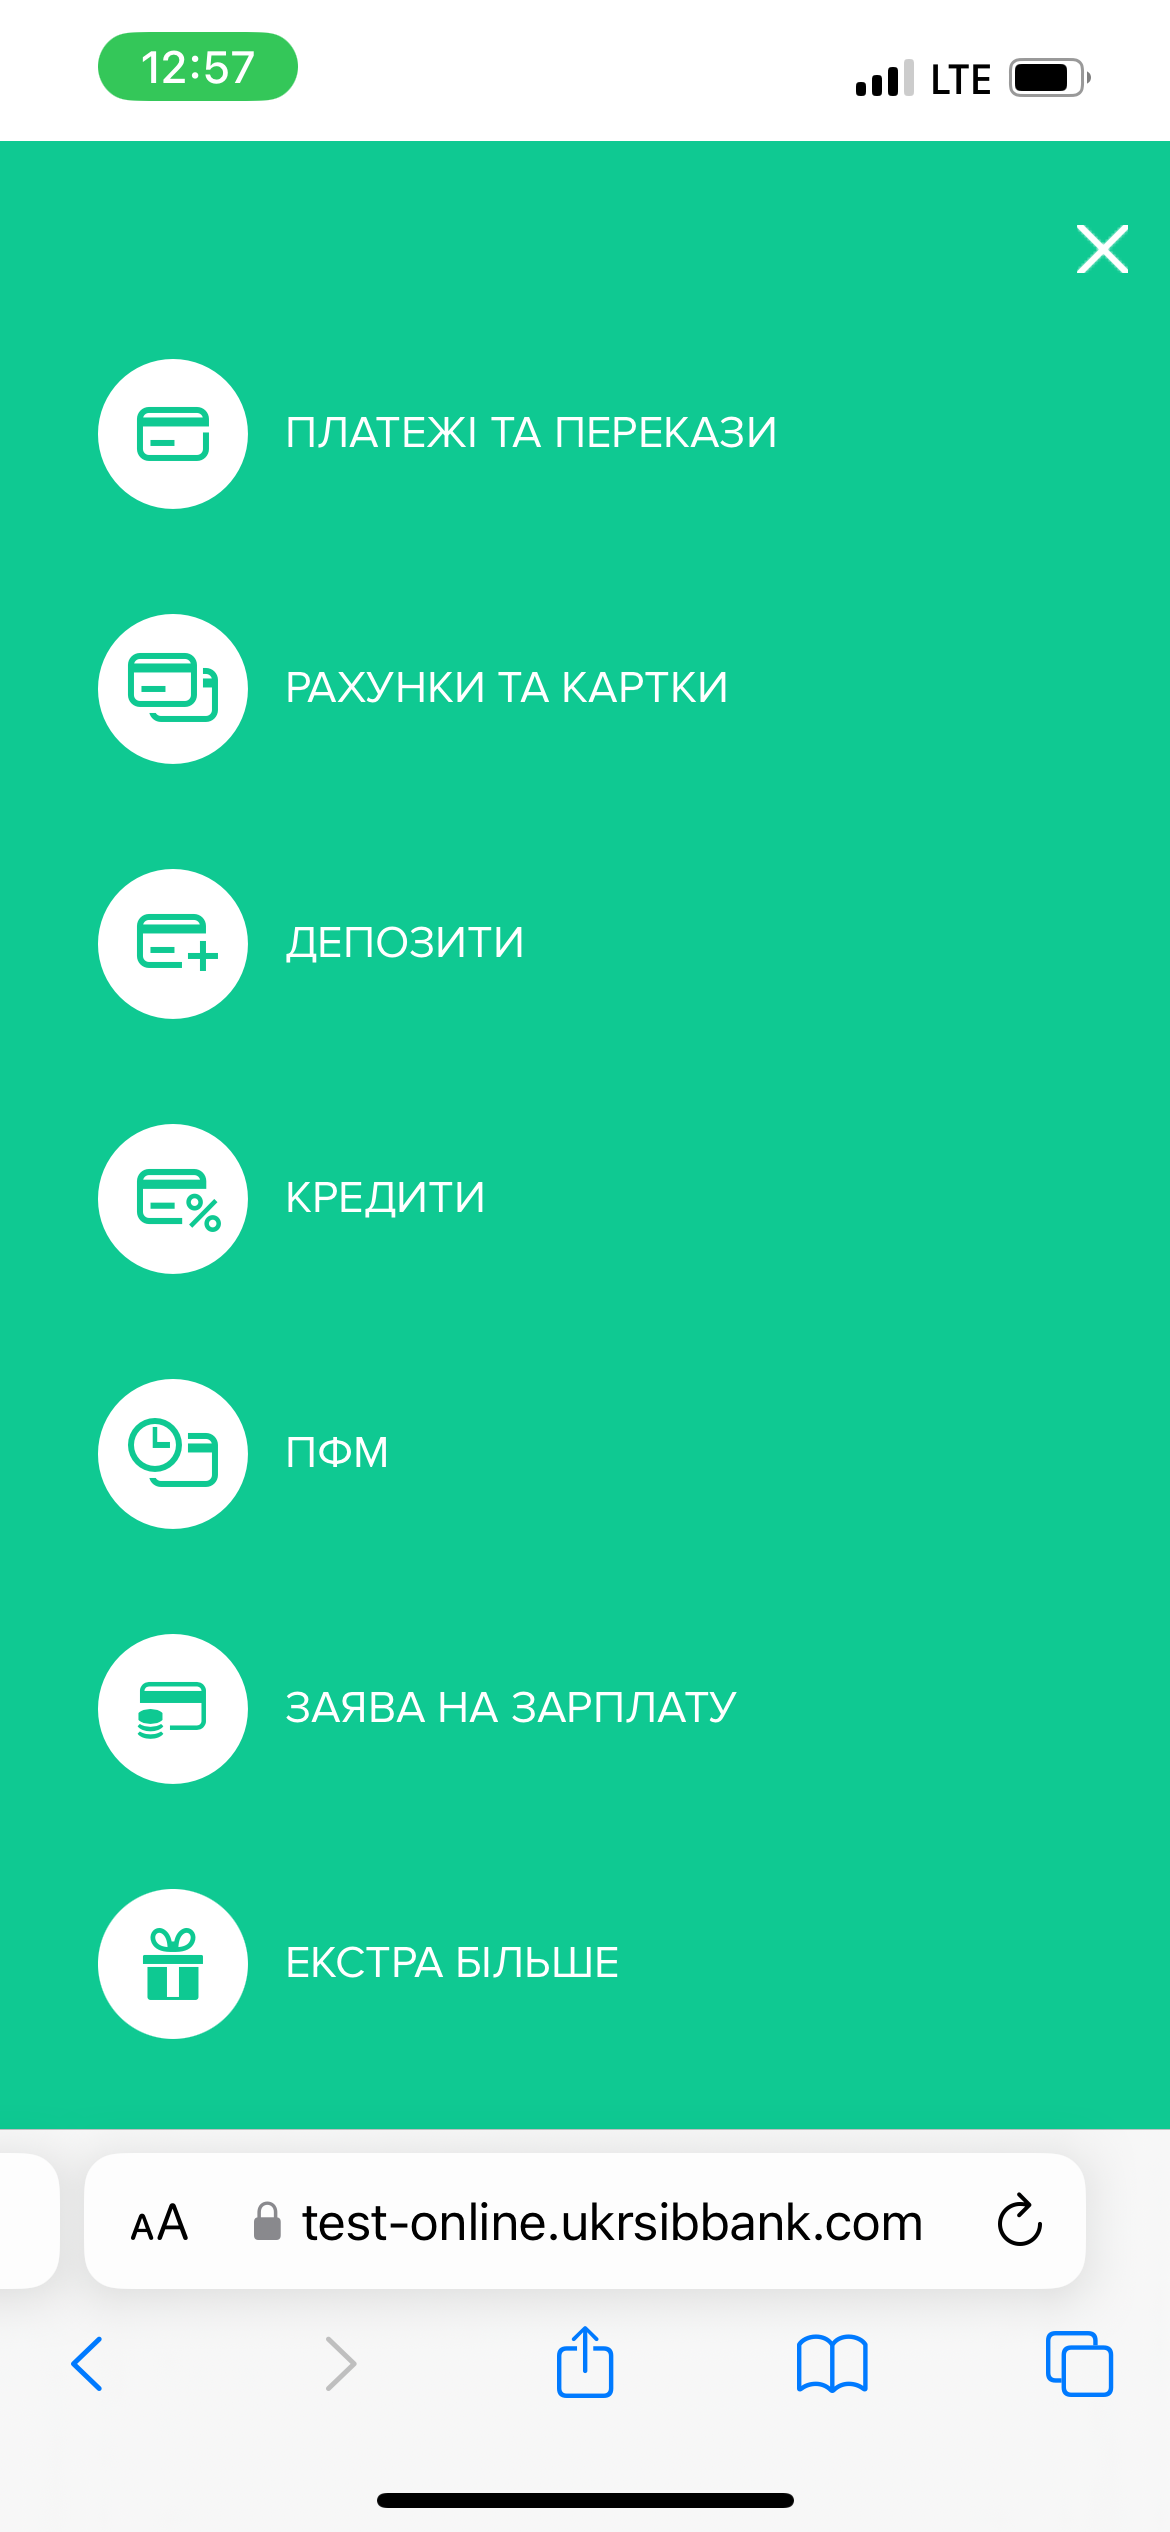 12:57
LTE
ПЛАТЕЖІ ТА ПЕРЕКАЗИ
РАХУНКИ ТА КАРТКИ
ДЕПОЗИТИ
КРЕДИТИ
ПФМ
ЗАЯВА НА ЗАРПЛАТУ
ЕКСТРА БІЛЬШЕ
AA test-online.ukrsibbank.com